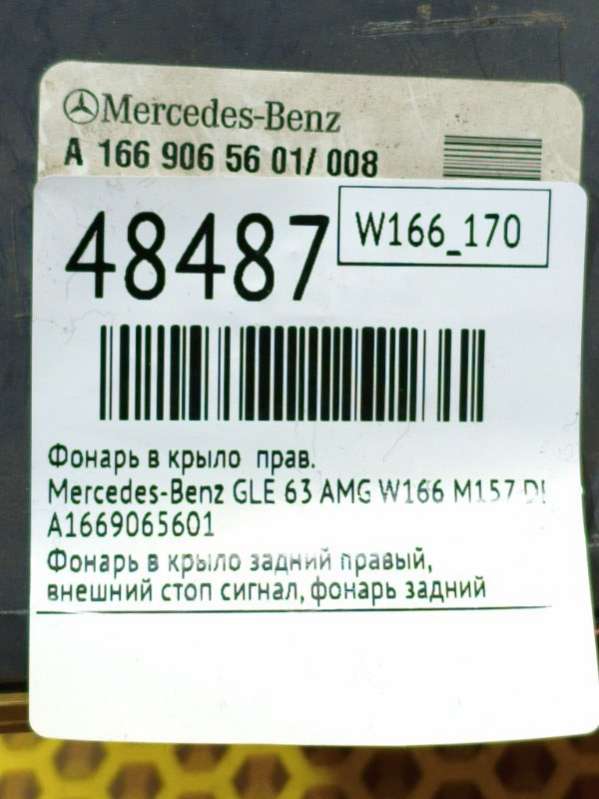 Mercedes-Benz
A 166 906 56 01/ 008
48487
W166_170
Фонарь в крыло прав.
Mercedes-Benz GLE 63 AMG W166 M157 D!
A1669065601
Фонарь в крыло задний правый,
внешний стоп сигнал, фонарь задний